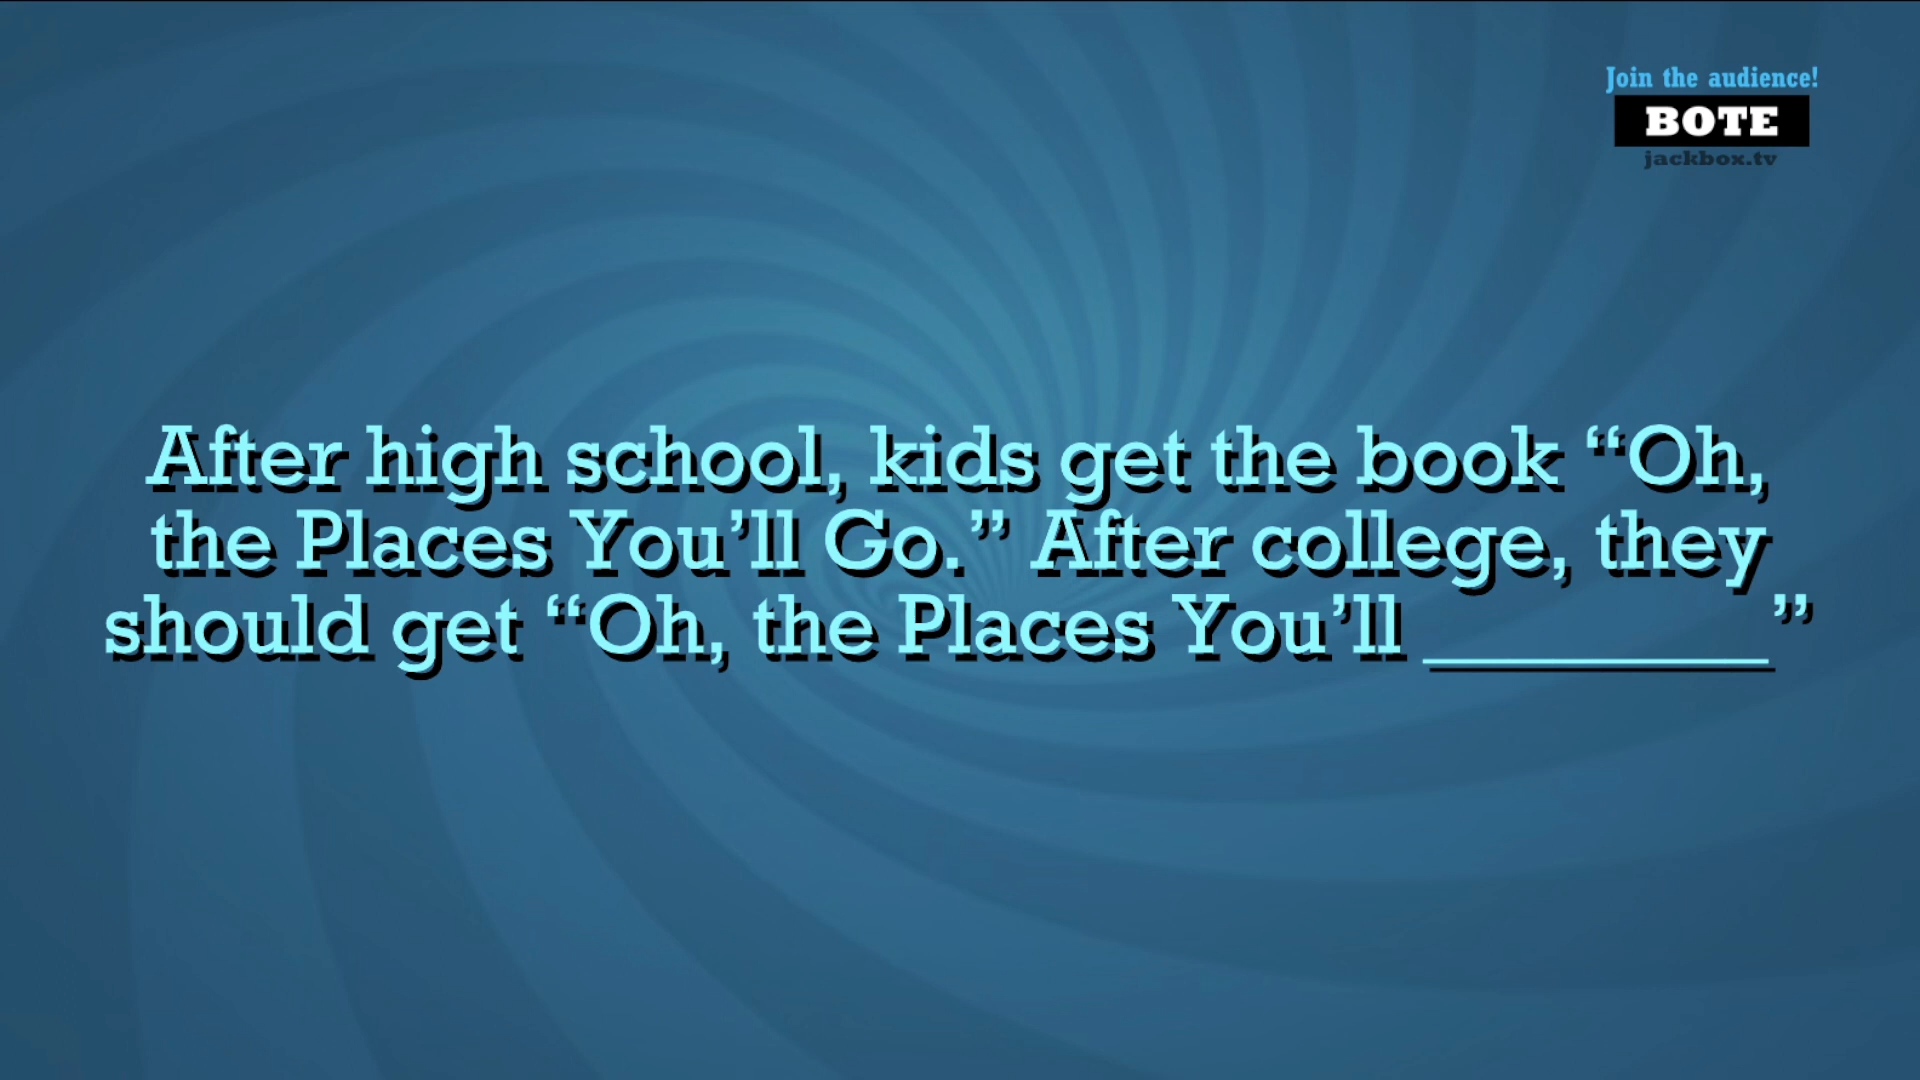 Join the audience!
BOTE
jackbox.tv
After high school, kids get the book “Oh,
the Places You’ll Go.” After college, they
should get “Oh, the Places You’ll ________”